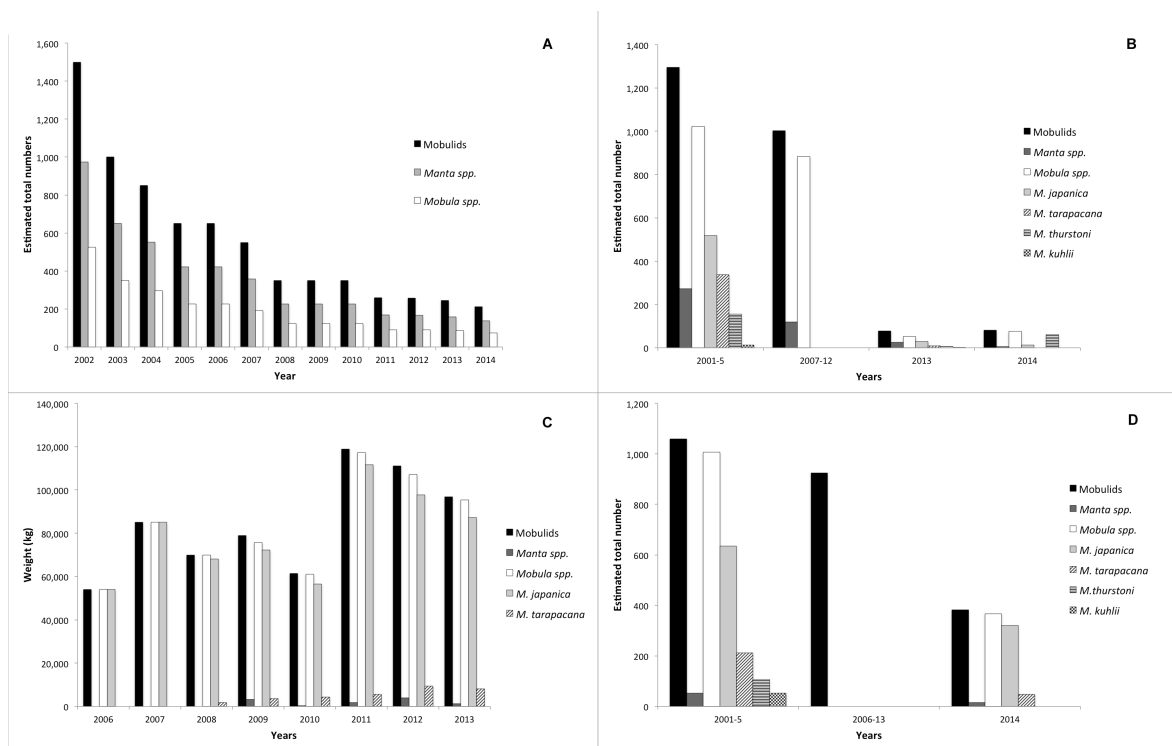 A
1,600
1,400
1,200
1,000
800
600
400
200
0
Estimated total numbers
2002 2003 2004 2005 2006 2007 2008 2009 2010 2011 2012 2013 2014
Year
Mobulids
Manta spp.
Mobula spp.
B
1,400
1,200
1,000
800
600
400
200
0
Estimated total number
2001-5 2007-12 2013 2014
Years
Mobulids
Manta spp.
Mobula spp.
M. japanica
M. tarapacana
M. thurstoni
M. kuhlii
C
140,000
120,000
100,000
80,000
60,000
40,000
20,000
0
Weight (kg)
2006 2007 2008 2009 2010 2011 2012 2013
Years
Mobulids
Manta spp.
Mobula spp.
M. japanica
M. tarapacana
D
1,200
1,000
800
600
400
200
0
Estimated total number
2001-5 2006-13 2014
Years
Mobulids
Manta spp.
Mobula spp.
M. japanica
M. tarapacana
M.thurstoni
M. kuhlii